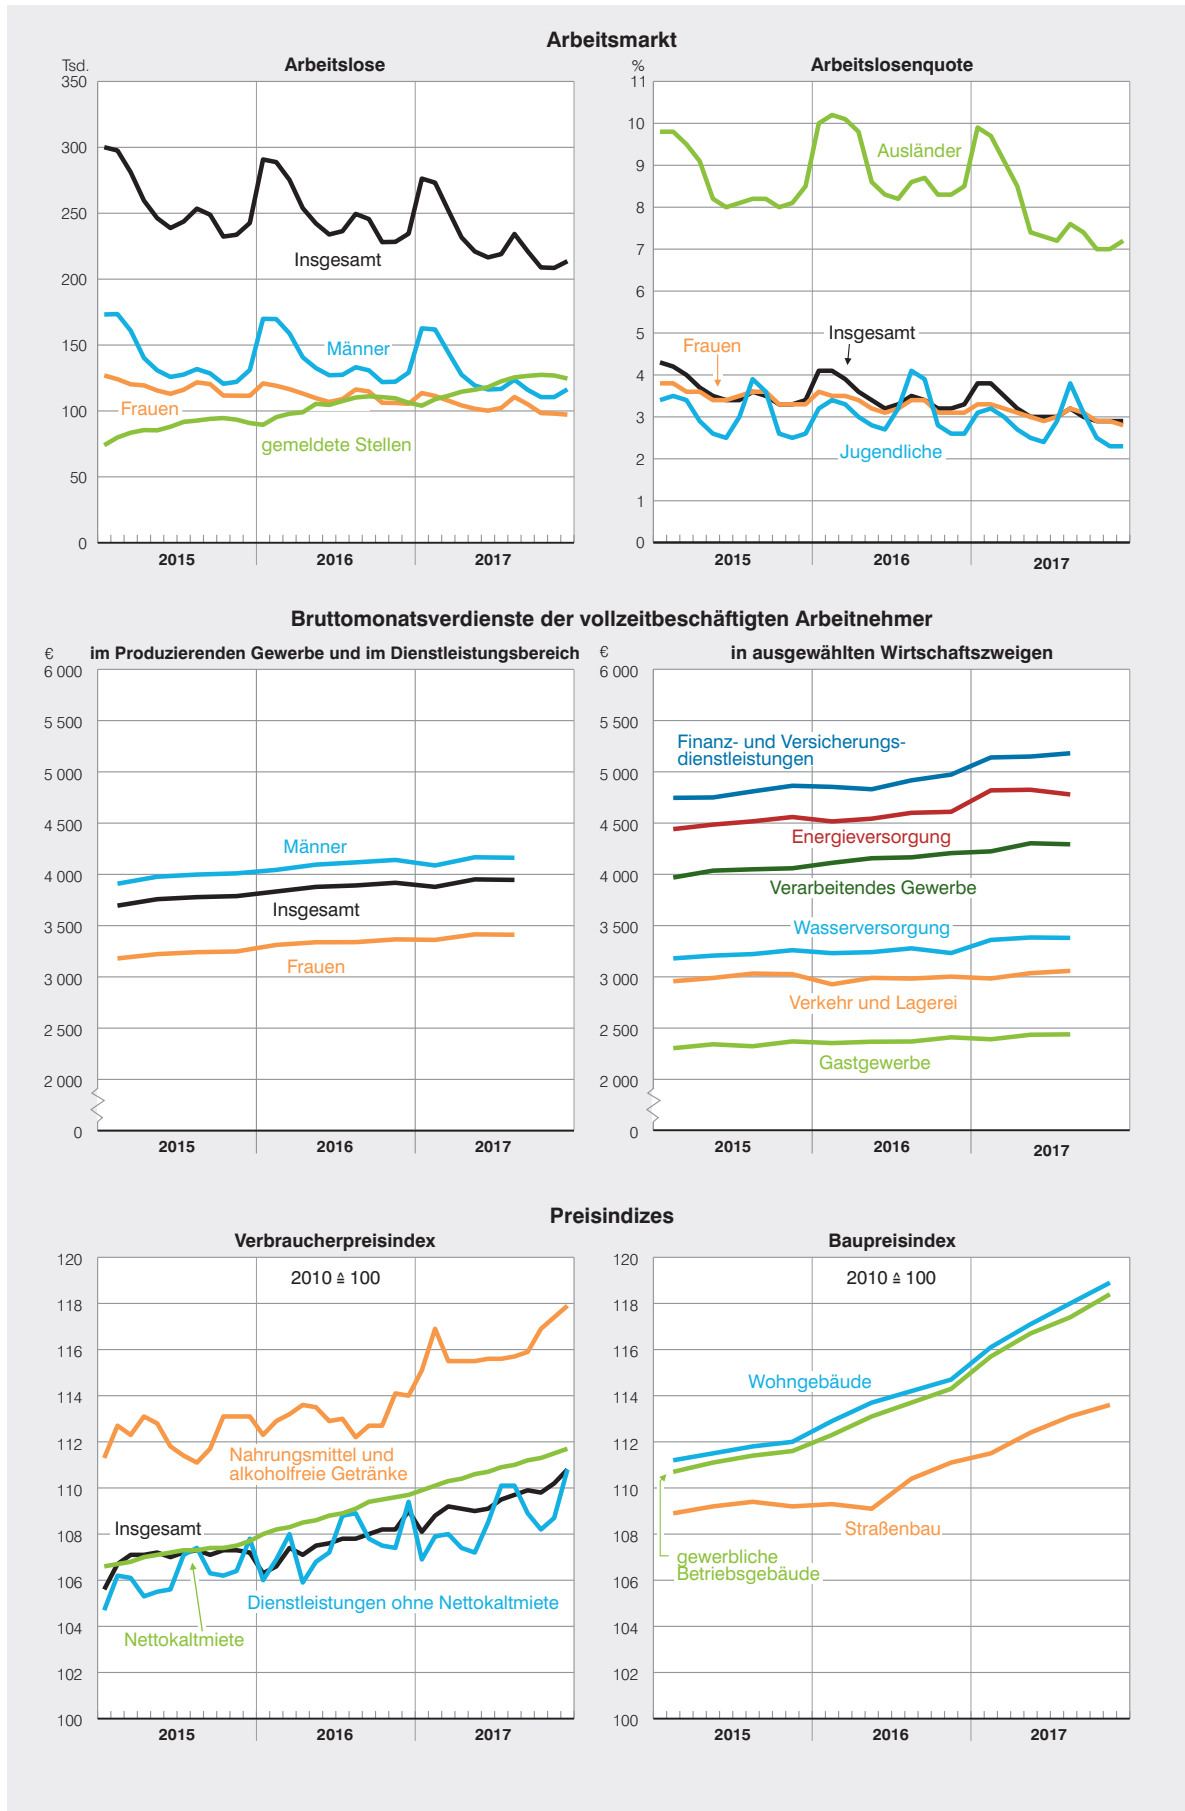 Arbeitsmarkt
Arbeitslose
Tsd.
350
300
250
200
150
100
50
0
Insgesamt
Männer
Frauen
gemeldete Stellen
2015 2016 2017
Arbeitslosenquote
%
11
10
9
8
7
6
5
4
3
2
1
0
Ausländer
Insgesamt
Frauen
Jugendliche
2015 2016 2017
Bruttomonatsverdienste der vollzeitbeschäftigten Arbeitnehmer
im Produzierenden Gewerbe und im Dienstleistungsbereich
€
6 000
5 500
5 000
4 500
4 000
3 500
3 000
2 500
2 000
0
Männer
Insgesamt
Frauen
2015 2016 2017
in ausgewählten Wirtschaftszweigen
€
6 000
5 500
5 000
4 500
4 000
3 500
3 000
2 500
2 000
0
Finanz- und Versicherungs-
dienstleistungen
Energieversorgung
Verarbeitendes Gewerbe
Wasserversorgung
Verkehr und Lagerei
Gastgewerbe
2015 2016 2017
Preisindizes
Verbraucherpreisindex
2010 ≙ 100
120
118
116
114
112
110
108
106
104
102
100
Nahrungsmittel und
alkoholfreie Getränke
Insgesamt
Dienstleistungen ohne Nettokaltmiete
Nettokaltmiete
2015 2016 2017
Baupreisindex
2010 ≙ 100
120
118
116
114
112
110
108
106
104
102
100
Wohngebäude
Straßenbau
gewerbliche
Betriebsgebäude
2015 2016 2017